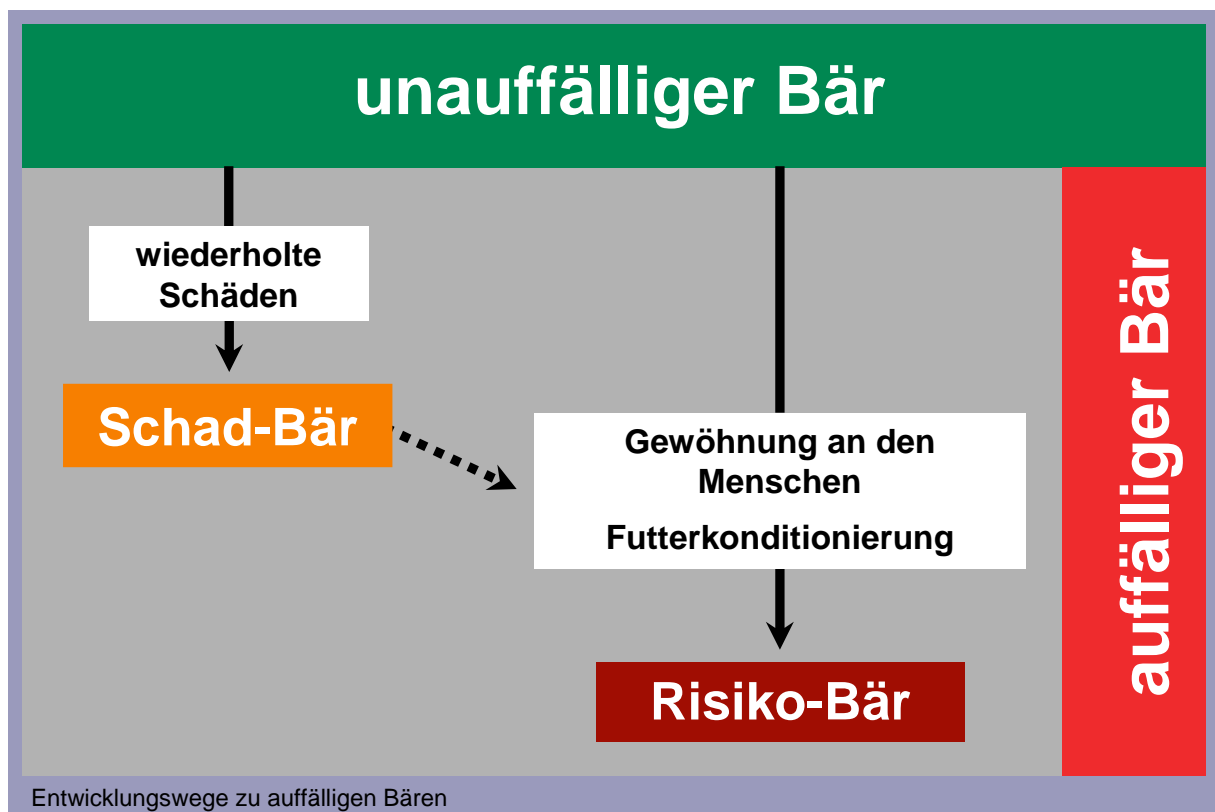 unauffälliger Bär
wiederholte
Schäden
Schad-Bär
Gewöhnung an den
Menschen
Futterkonditionierung
Risiko-Bär
auffälliger Bär
Entwicklungswege zu auffälligen Bären